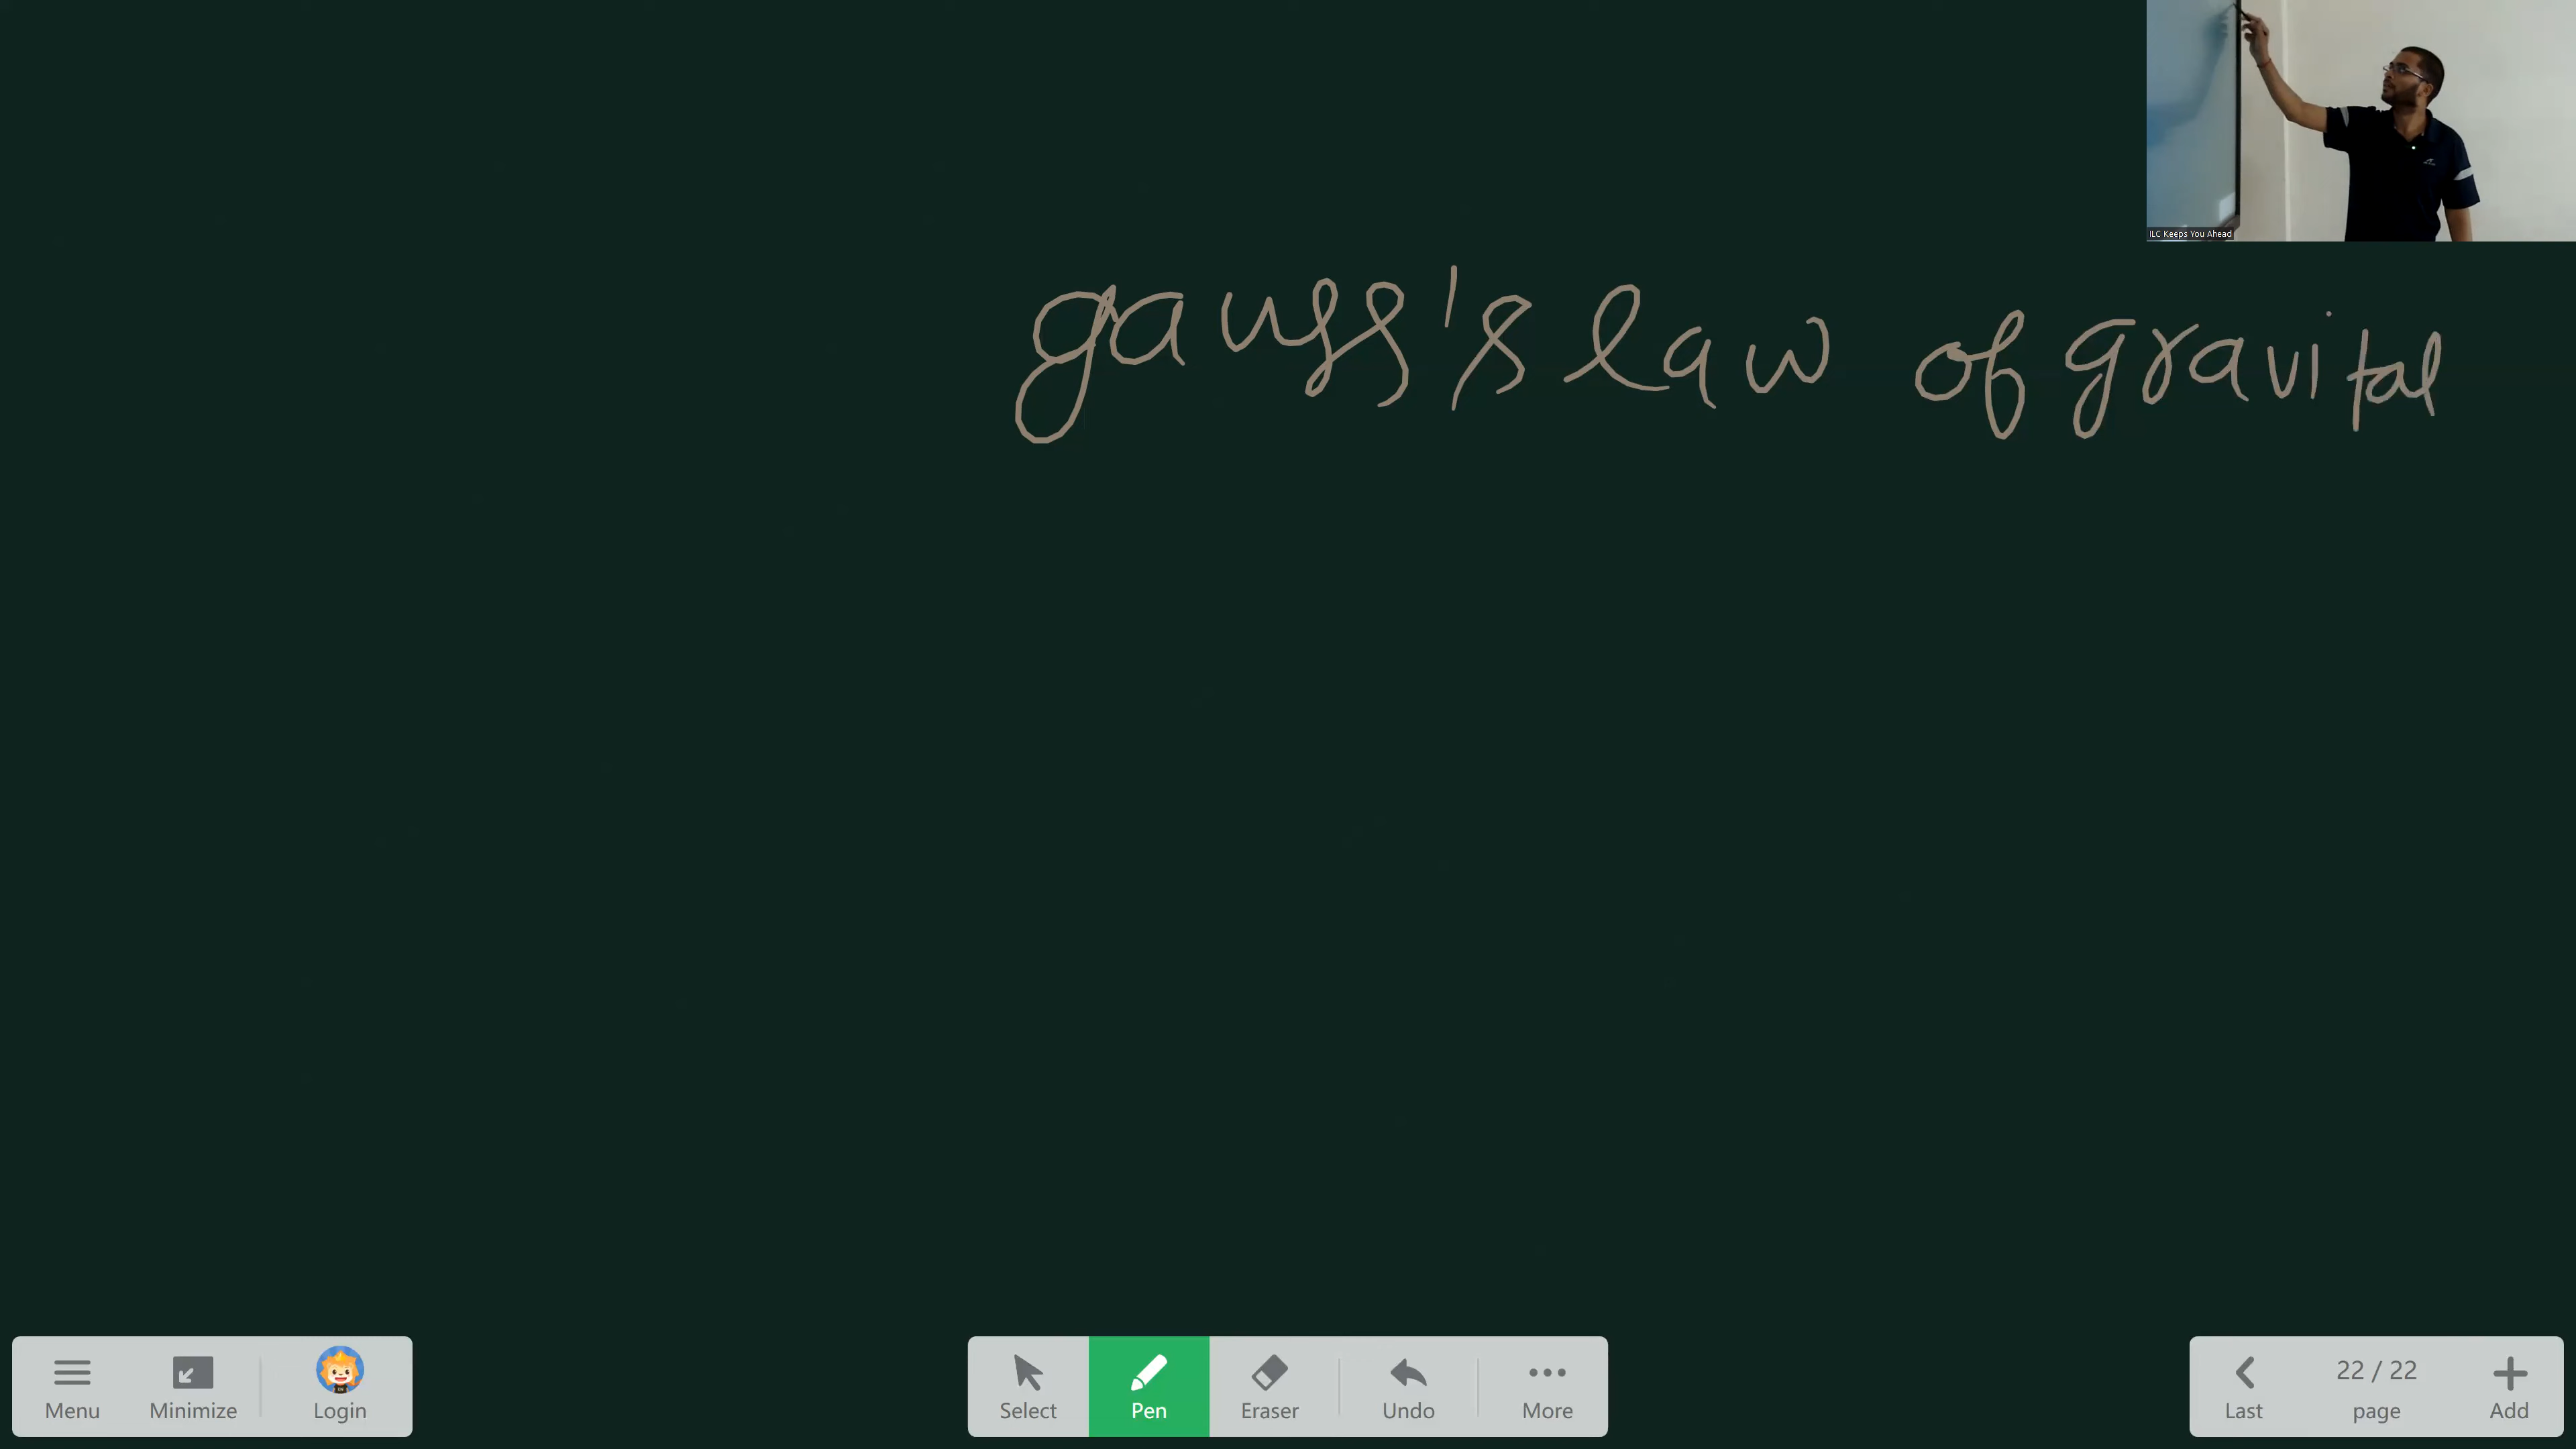 ILC Keeps You Ahead
gauss's law of gravital
Menu
Minimize
Login
Select
Pen
Eraser
Undo
More
Last
22 / 22
page
Add